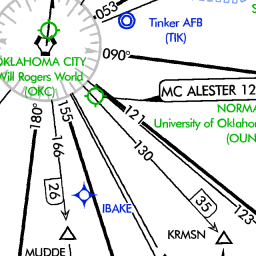 053
Tinker AFB
(TIK)
OKLAHOMA CITY
Will Rogers World
(OKC)
090°
MC ALESTER 12
NORMA
University of Oklaho
(OUN
180°
155
121
166
130
26
35
123
IBAKE
KRMSN
MUDDE